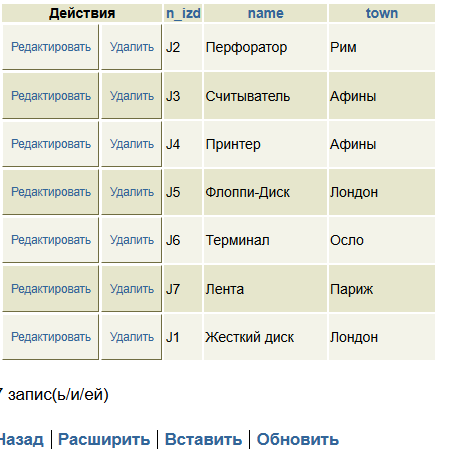 Действия n_izd name town
Редактировать Удалить J2 Перфоратор Рим
Редактировать Удалить J3 Считыватель Афины
Редактировать Удалить J4 Принтер Афины
Редактировать Удалить J5 Флоппи-Диск Лондон
Редактировать Удалить J6 Терминал Осло
Редактировать Удалить J7 Лента Париж
Редактировать Удалить J1 Жесткий диск Лондон
7 запис(ь/и/ей)
Назад | Расширить | Вставить | Обновить